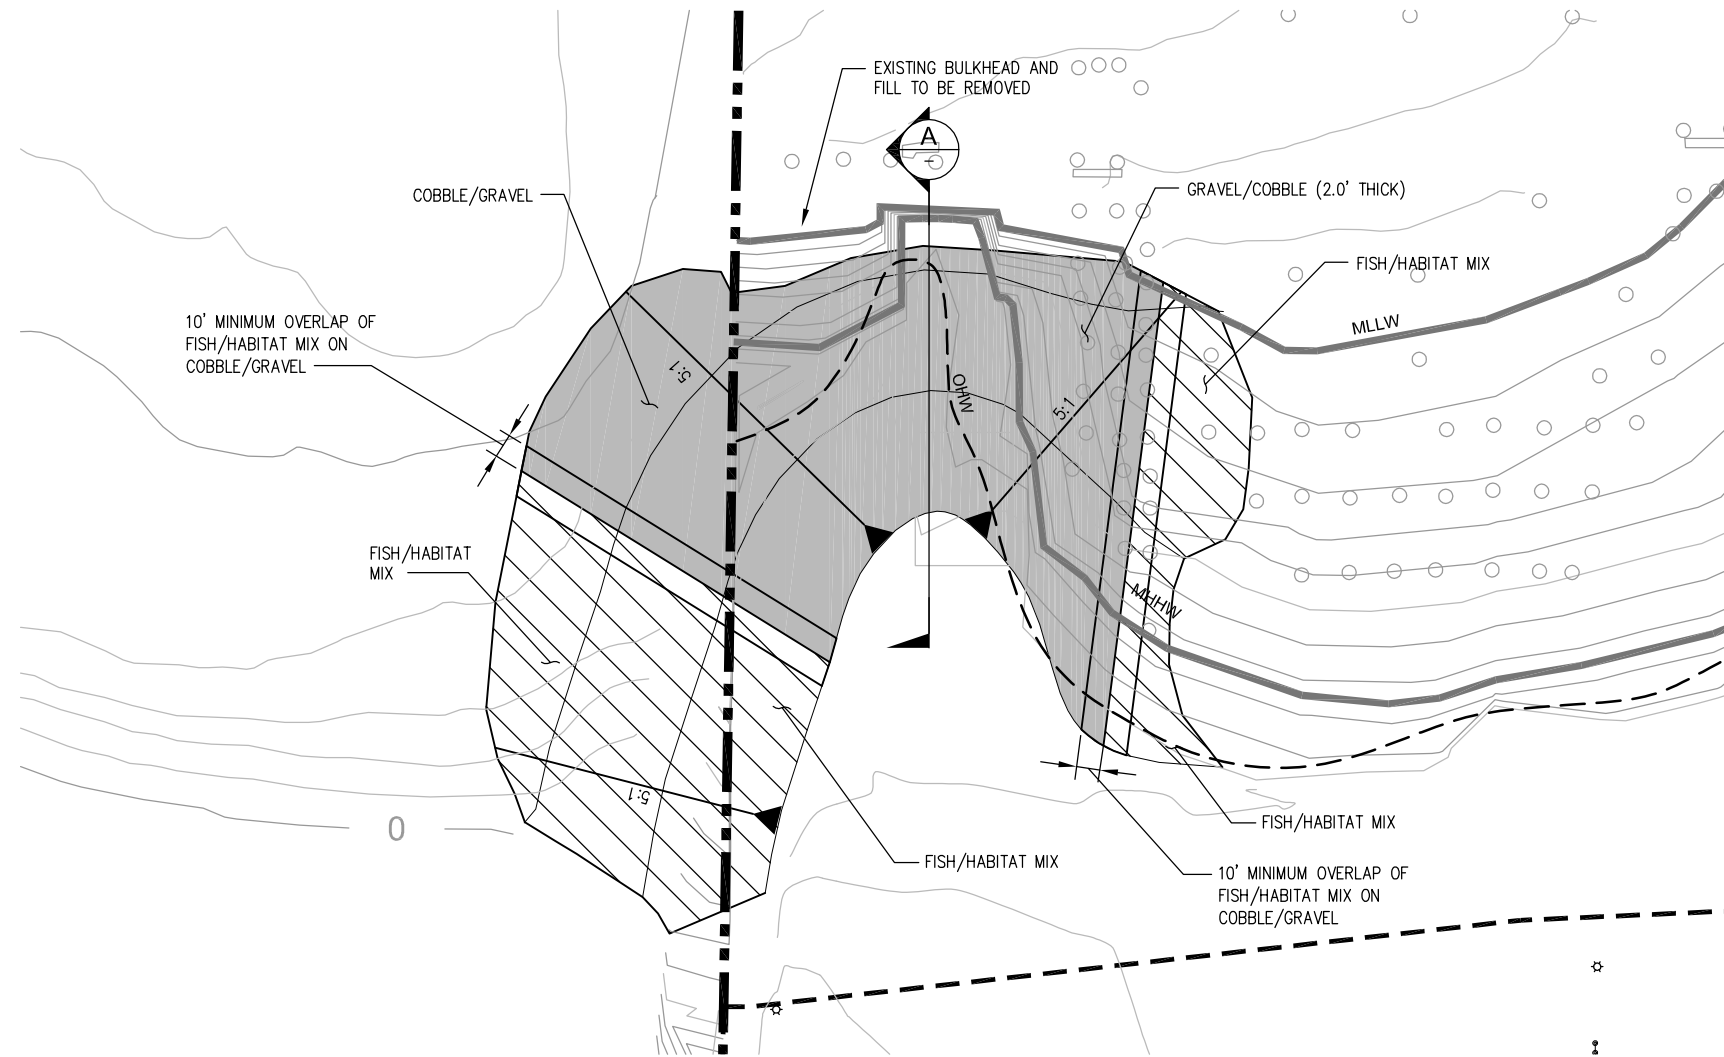 EXISTING BULKHEAD AND
FILL TO BE REMOVED
A
-
COBBLE/GRAVEL
GRAVEL/COBBLE (2.0' THICK)
FISH/HABITAT MIX
MLLW
10' MINIMUM OVERLAP OF
FISH/HABITAT MIX ON
COBBLE/GRAVEL
5:1
OHW
5:1
FISH/HABITAT
MIX
MHHW
5:1
0
FISH/HABITAT MIX
FISH/HABITAT MIX
10' MINIMUM OVERLAP OF
FISH/HABITAT MIX ON
COBBLE/GRAVEL